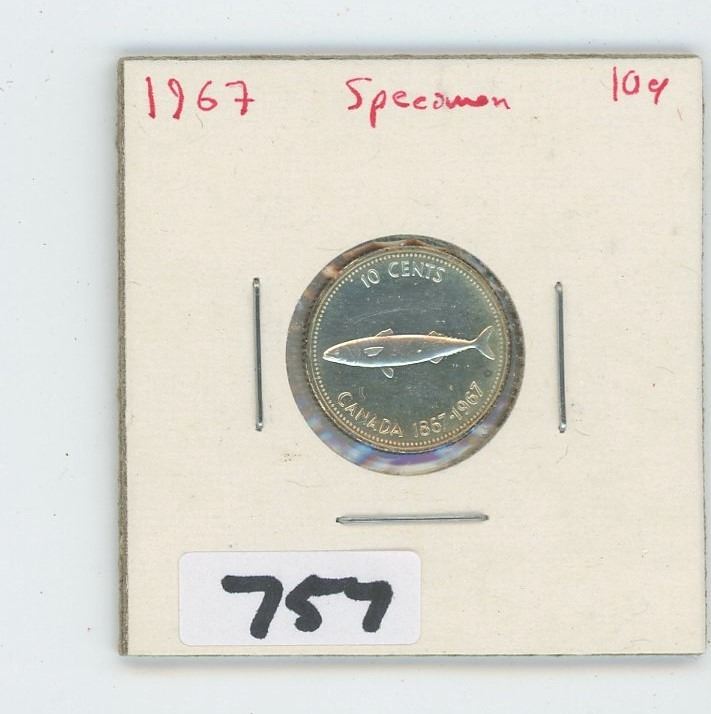 1967 Specimen 10¢
10 CENTS
CANADA 1867-1967
757